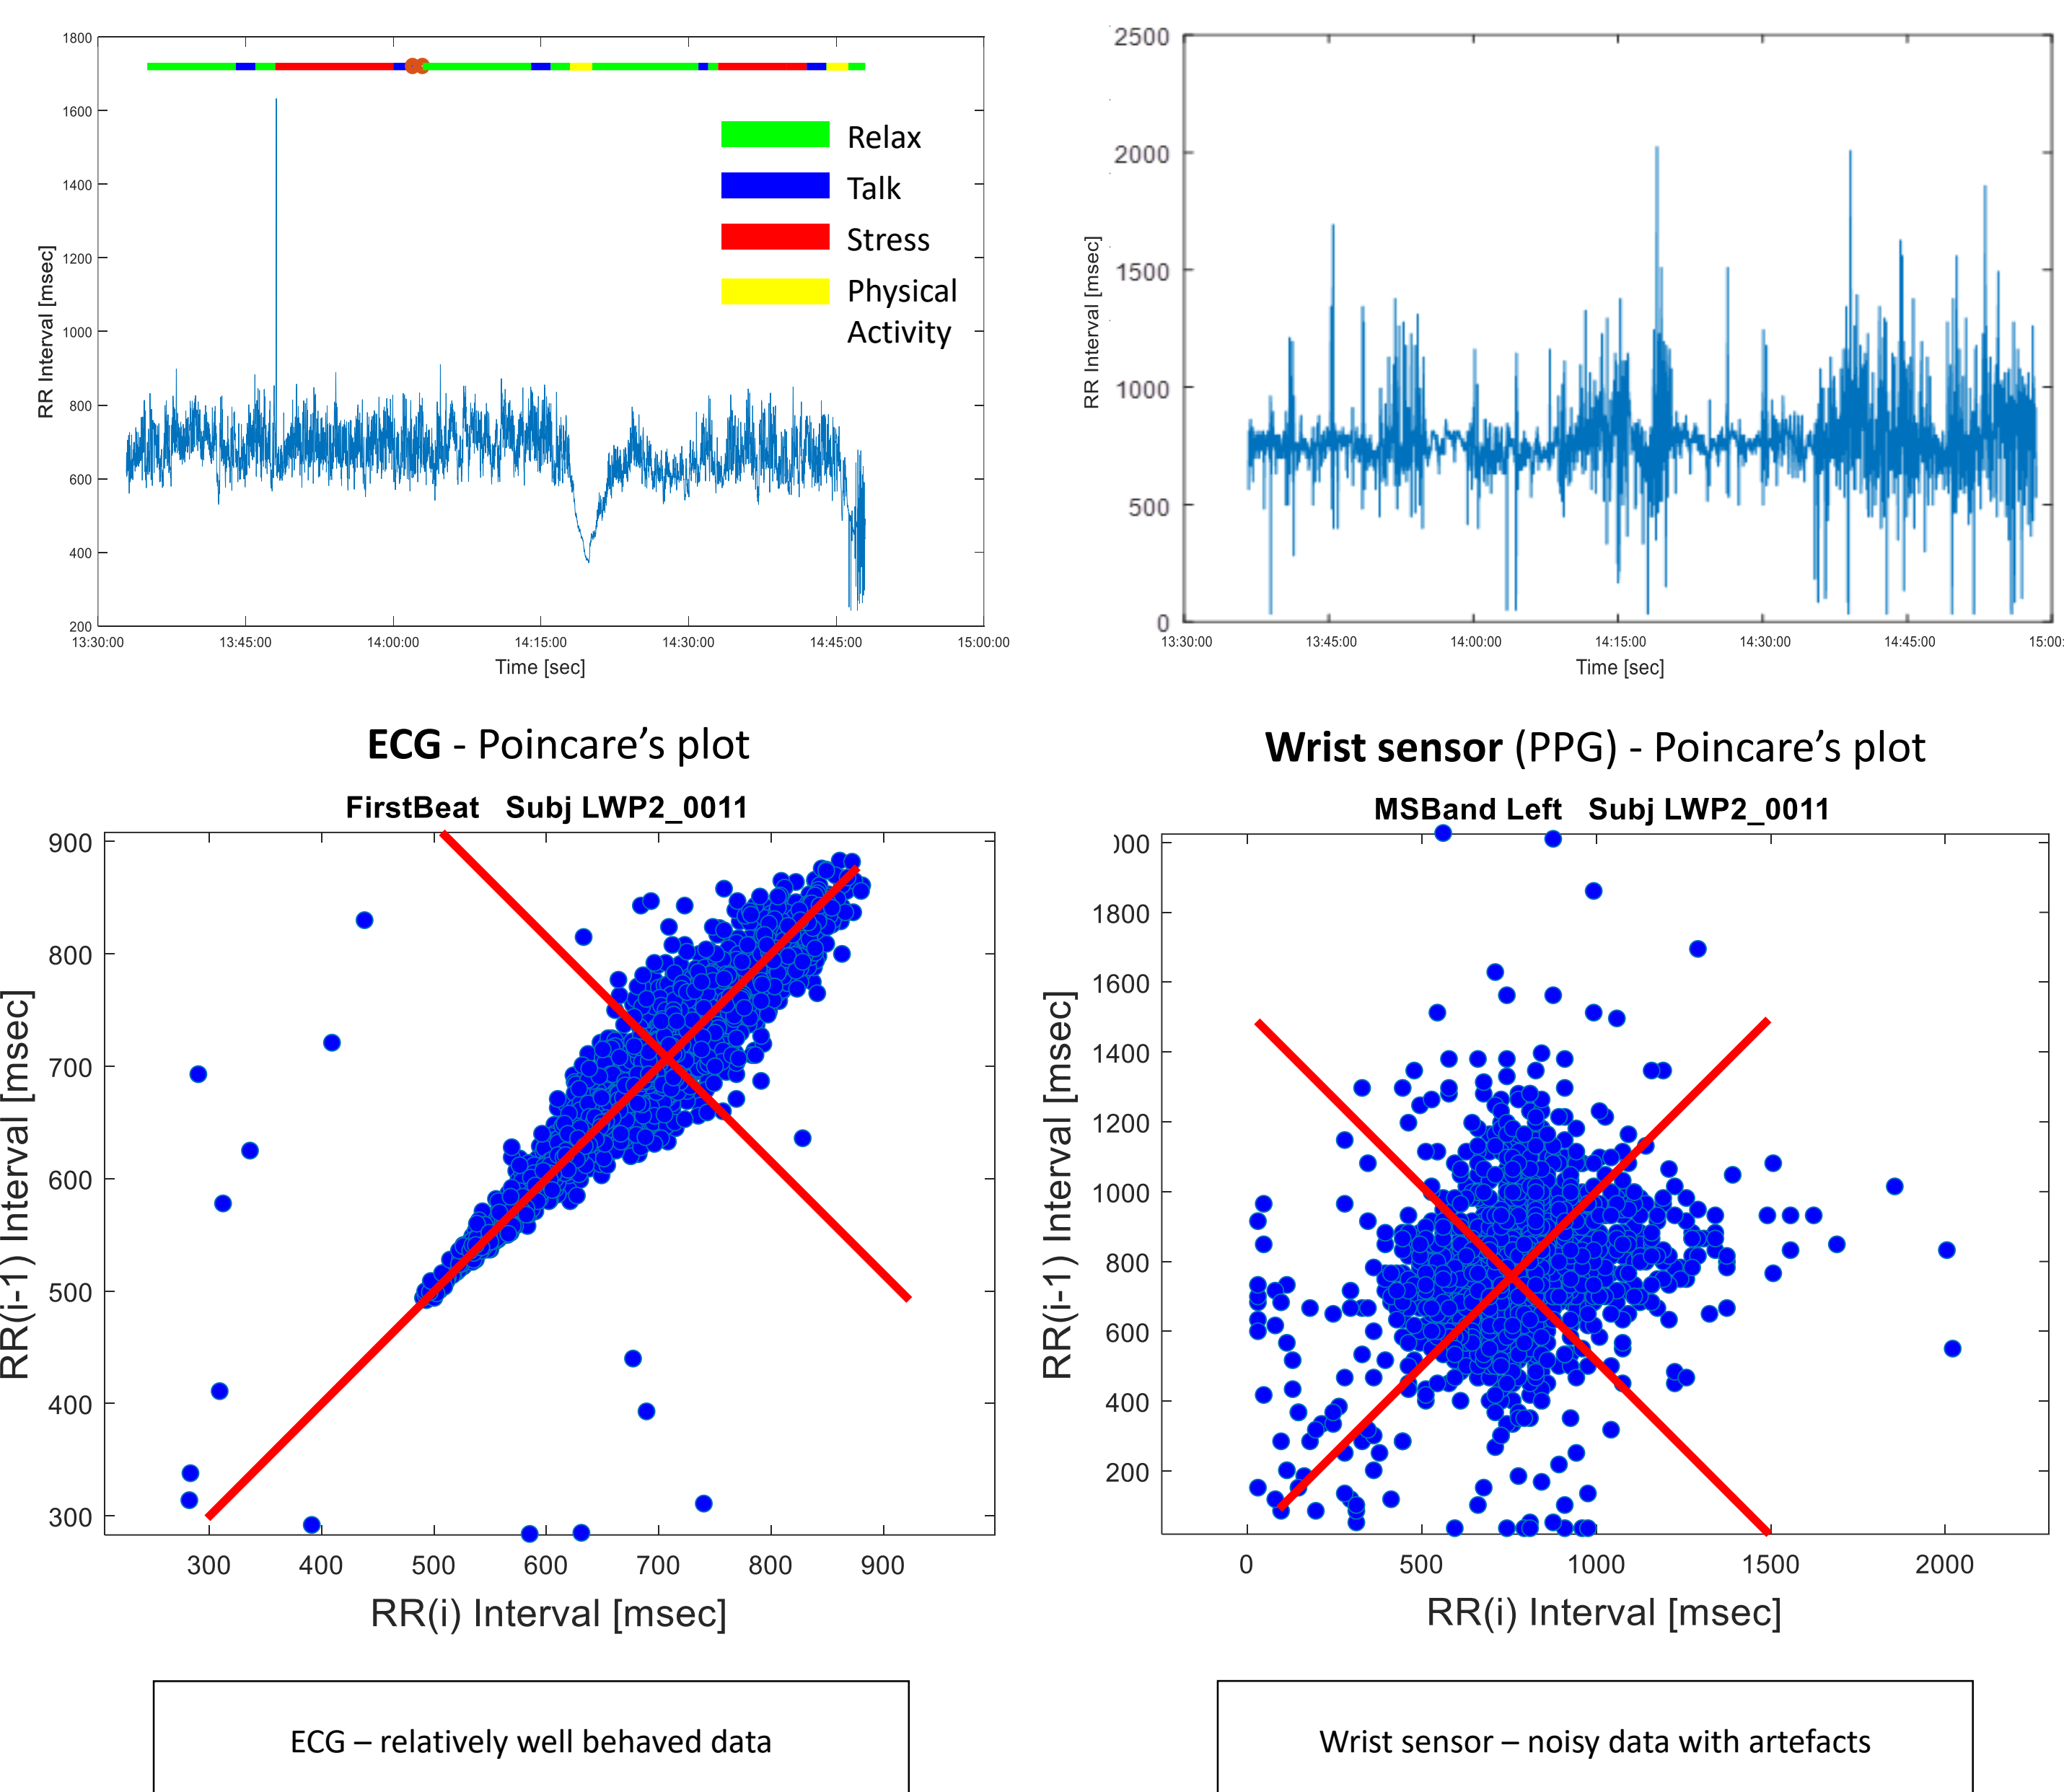 1800
1600
1400
1200
1000
800
600
400
200
RR Interval [msec]
13:30:00 13:45:00 14:00:00 14:15:00 14:30:00 14:45:00 15:00:00
Time [sec]
Relax
Talk
Stress
Physical
Activity
2500
2000
1500
1000
500
0
RR Interval [msec]
13:30:00 13:45:00 14:00:00 14:15:00 14:30:00 14:45:00 15:00:
Time [sec]
ECG - Poincare's plot
FirstBeat Subj LWP2_0011
900
800
700
600
500
400
300
RR(i-1) Interval [msec]
300 400 500 600 700 800 900
RR(i) Interval [msec]
ECG – relatively well behaved data
Wrist sensor (PPG) - Poincare's plot
MSBand Left Subj LWP2_0011
000
1800
1600
1400
1200
1000
800
600
400
200
RR(i-1) Interval [msec]
0 500 1000 1500 2000
RR(i) Interval [msec]
Wrist sensor – noisy data with artefacts